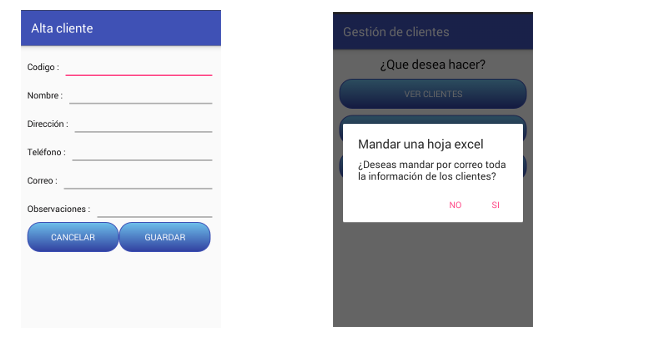 Alta cliente
Codigo :
Nombre :
Dirección :
Teléfono :
Correo :
Observaciones :
CANCELAR
GUARDAR
Gestión de clientes
¿Que desea hacer?
VER CLIENTES
Mandar una hoja excel
¿Deseas mandar por correo toda
la información de los clientes?
NO
SI